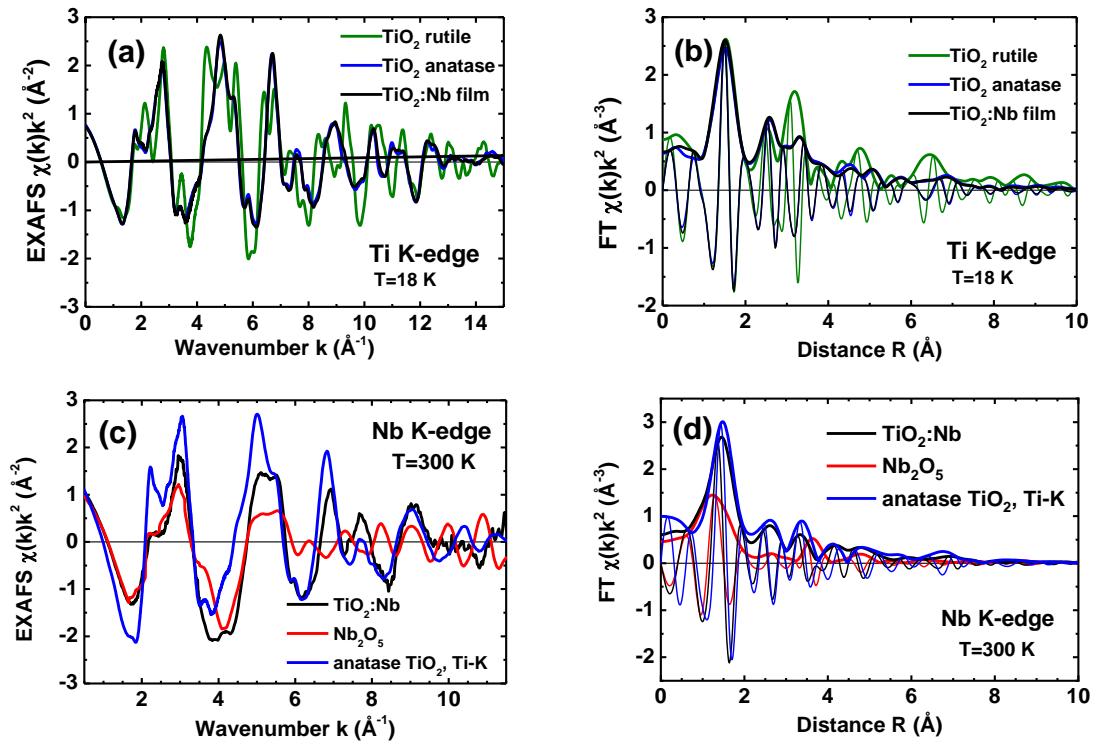 (a)
TiO₂ rutile
TiO₂ anatase
TiO₂:Nb film
Ti K-edge
T=18 K
EXAFS χ(k)k² (Å⁻²)
3
2
1
0
-1
-2
-3
0 2 4 6 8 10 12 14
Wavenumber k (Å⁻¹)
(b)
TiO₂ rutile
TiO₂ anatase
TiO₂:Nb film
Ti K-edge
T=18 K
FT χ(k)k² (Å⁻³)
3
2
1
0
-1
-2
0 2 4 6 8 10
Distance R (Å)
(c)
Nb K-edge
T=300 K
TiO₂:Nb
Nb₂O₅
anatase TiO₂, Ti-K
EXAFS χ(k)k² (Å⁻²)
3
2
1
0
-1
-2
-3
2 4 6 8 10
Wavenumber k (Å⁻¹)
(d)
TiO₂:Nb
Nb₂O₅
anatase TiO₂, Ti-K
Nb K-edge
T=300 K
FT χ(k)k² (Å⁻³)
3
2
1
0
-1
-2
0 2 4 6 8 10
Distance R (Å)